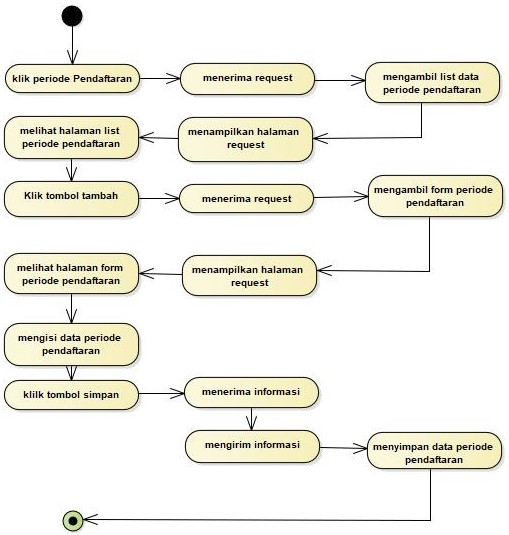 klik periode Pendaftaran
menerima request
mengambil list data
periode pendaftaran
melihat halaman list
periode pendaftaran
menampilkan halaman
request
Klik tombol tambah
menerima request
mengambil form periode
pendaftaran
melihat halaman form
periode pendaftaran
menampilkan halaman
request
mengisi data periode
pendaftaran
klilk tombol simpan
menerima informasi
mengirim informasi
menyimpan data periode
pendaftaran